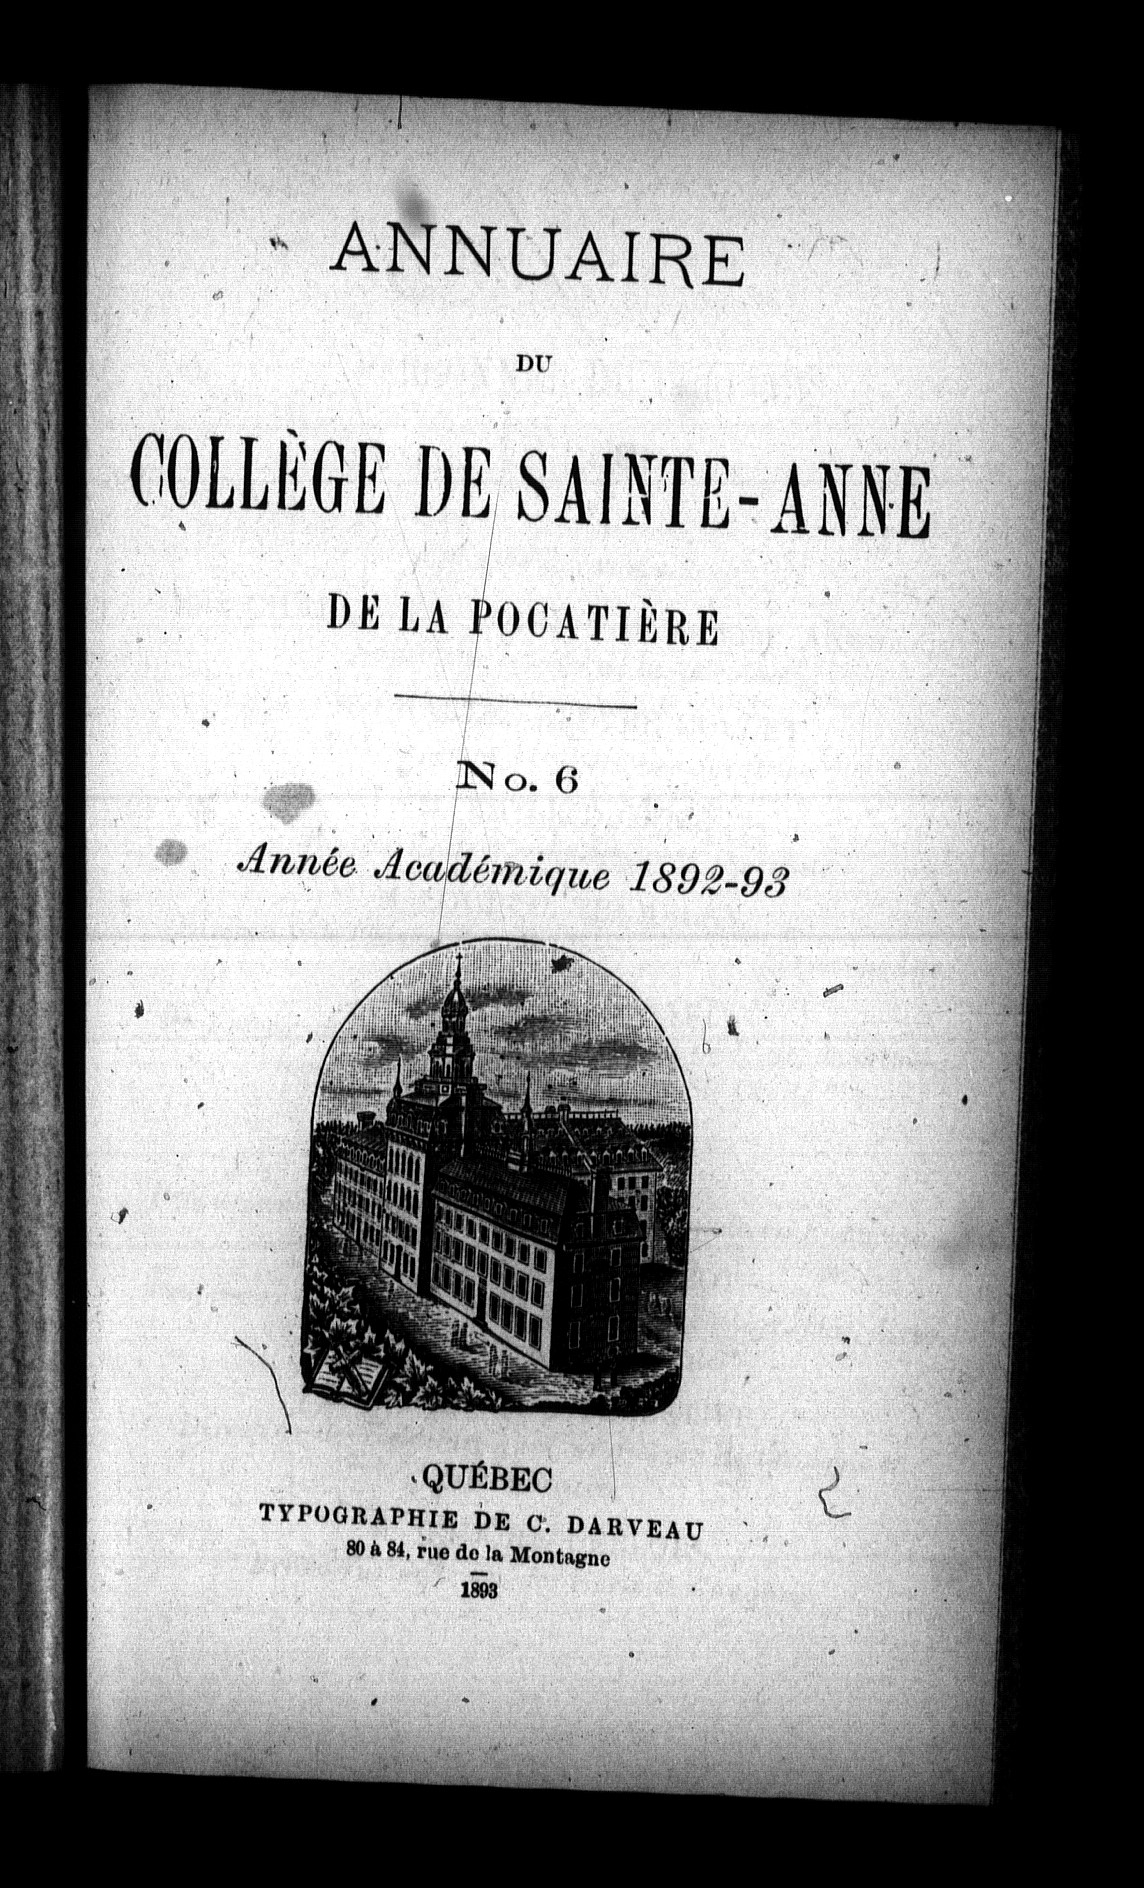 ANNUAIRE
DU
COLLÈGE DE SAINTE-ANNE
DE LA POCATIÈRE
No. 6
Année Académique 1892-93
QUÉBEC
TYPOGRAPHIE DE C. DARVEAU
80 à 84, rue de la Montagne
1893